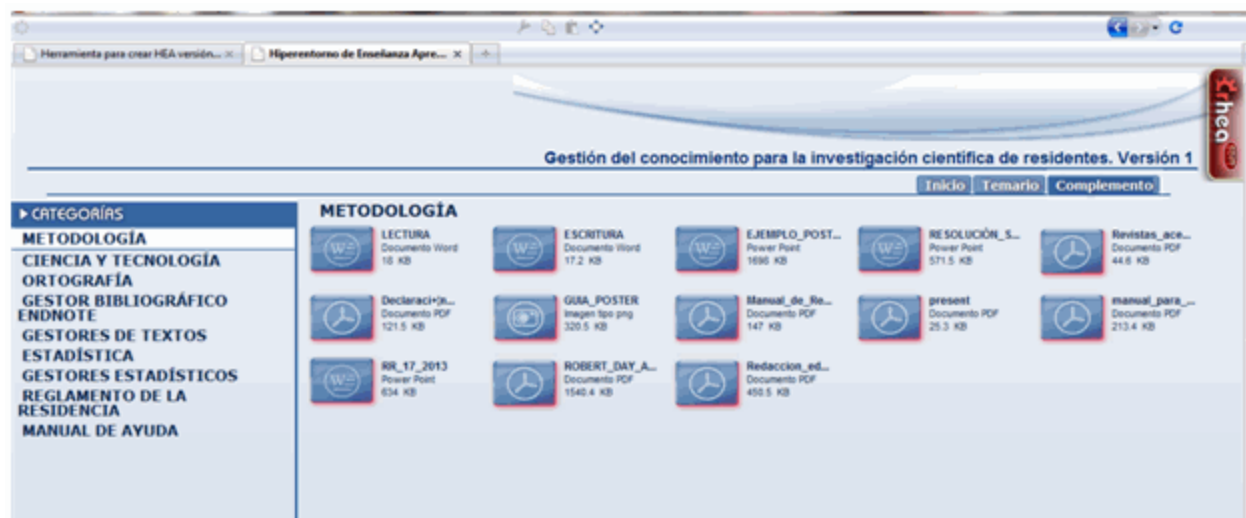 Herramienta para crear HEA versión... x
Hiperentorno de Enseñanza Apre... x
+
Crhea
Gestión del conocimiento para la investigación cientifica de residentes. Versión 1
Inicio Temario Complemento
CATEGORÍAS
METODOLOGÍA
CIENCIA Y TECNOLOGÍA
ORTOGRAFÍA
GESTOR BIBLIOGRÁFICO
ENDNOTE
GESTORES DE TEXTOS
ESTADÍSTICA
GESTORES ESTADÍSTICOS
REGLAMENTO DE LA
RESIDENCIA
MANUAL DE AYUDA
METODOLOGÍA
LECTURA
Documento Word
18 KB
ESCRITURA
Documento Word
17.2 KB
EJEMPLO_POST...
Power Point
1698 KB
RESOLUCIÓN_S...
Power Point
571.5 KB
Revistas_ace...
Documento PDF
44.6 KB
Declaraci+¦n...
Documento PDF
121.5 KB
GUIA_POSTER
Imagen tipo png
320.5 KB
Manual_de_Re...
Documento PDF
147 KB
present
Documento PDF
25.3 KB
manual_para_...
Documento PDF
213.4 KB
RR_17_2013
Power Point
634 KB
ROBERT_DAY_A...
Documento PDF
1540.4 KB
Redaccion_ed...
Documento PDF
450.5 KB